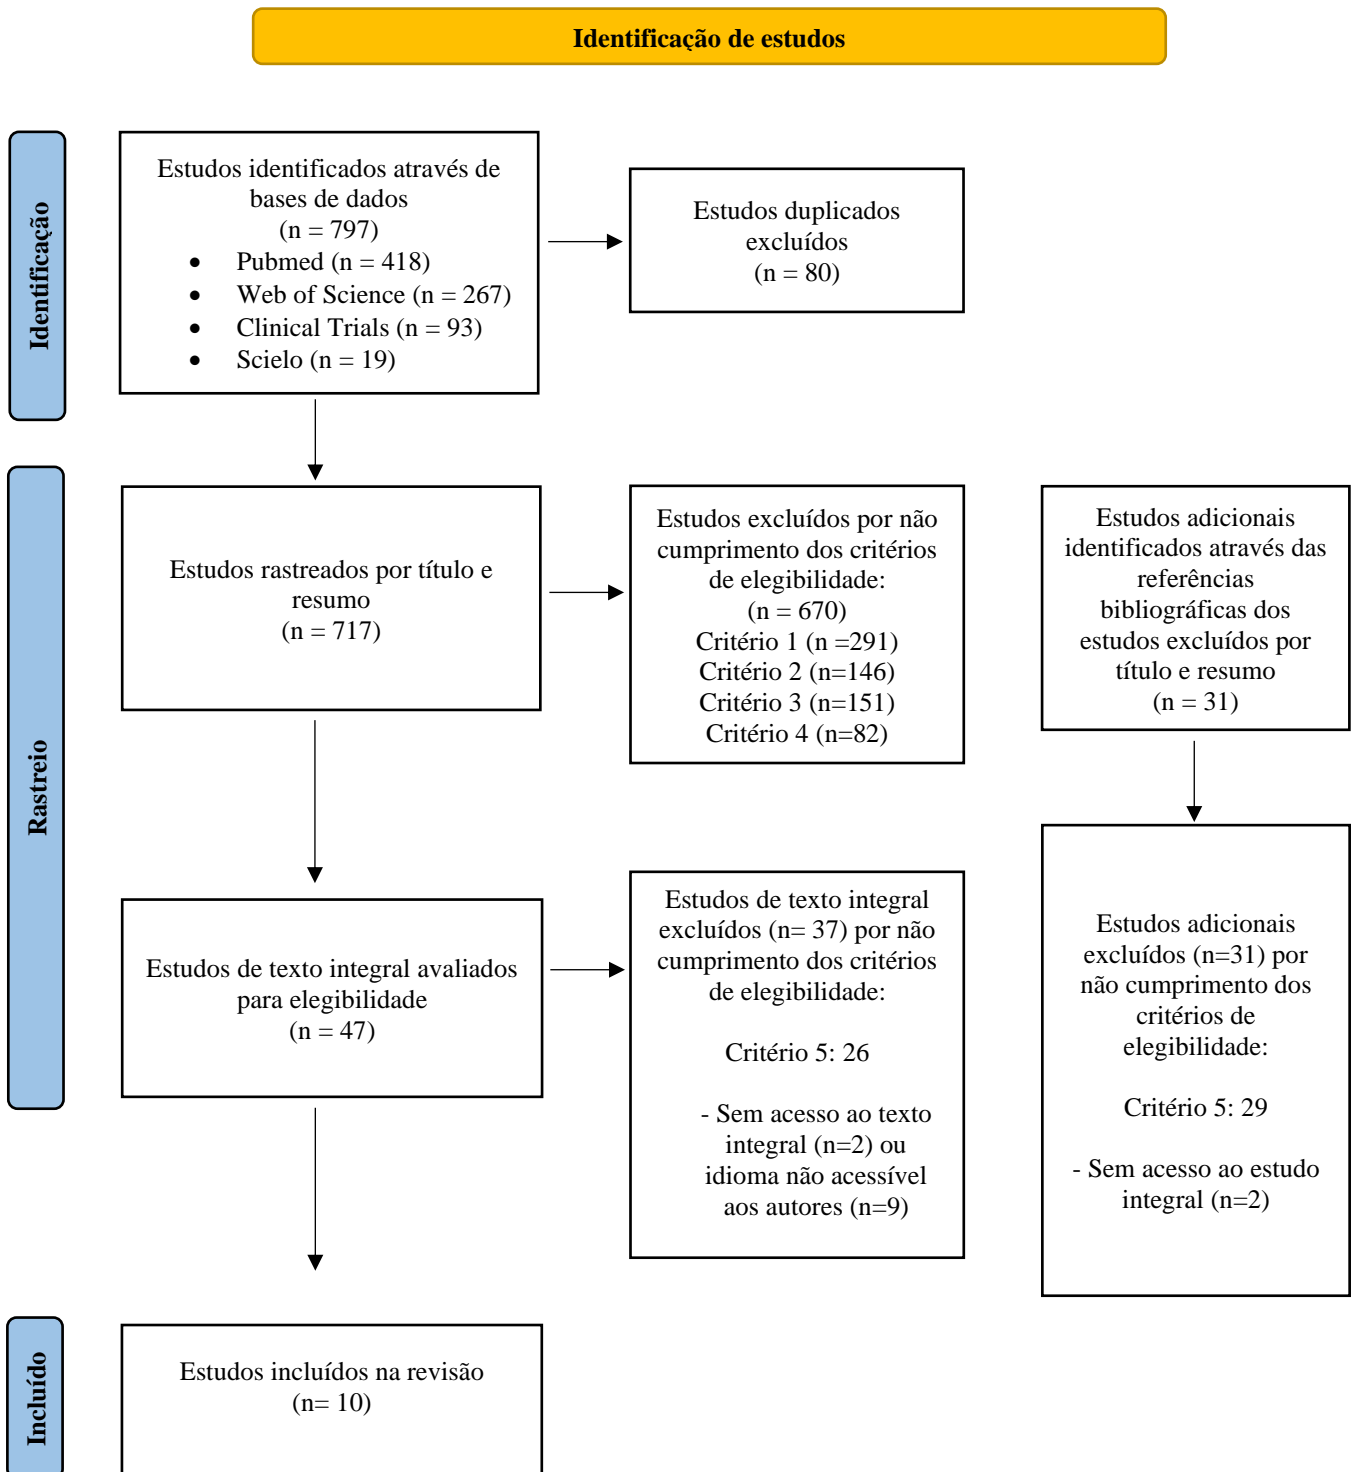 Identificação de estudos
Identificação
Estudos identificados através de
bases de dados
(n = 797)
• Pubmed (n = 418)
• Web of Science (n = 267)
• Clinical Trials (n = 93)
• Scielo (n = 19)
Estudos duplicados
excluídos
(n = 80)
Rastreio
Estudos rastreados por título e
resumo
(n = 717)
Estudos excluídos por não
cumprimento dos critérios
de elegibilidade:
(n = 670)
Critério 1 (n =291)
Critério 2 (n=146)
Critério 3 (n=151)
Critério 4 (n=82)
Estudos adicionais
identificados através das
referências
bibliográficas dos
estudos excluídos por
título e resumo
(n = 31)
Estudos de texto integral avaliados
para elegibilidade
(n = 47)
Estudos de texto integral
excluídos (n= 37) por não
cumprimento dos critérios
de elegibilidade:
Critério 5: 26
- Sem acesso ao texto
integral (n=2) ou
idioma não acessível
aos autores (n=9)
Estudos adicionais
excluídos (n=31) por
não cumprimento dos
critérios de
elegibilidade:
Critério 5: 29
- Sem acesso ao estudo
integral (n=2)
Incluído
Estudos incluídos na revisão
(n= 10)